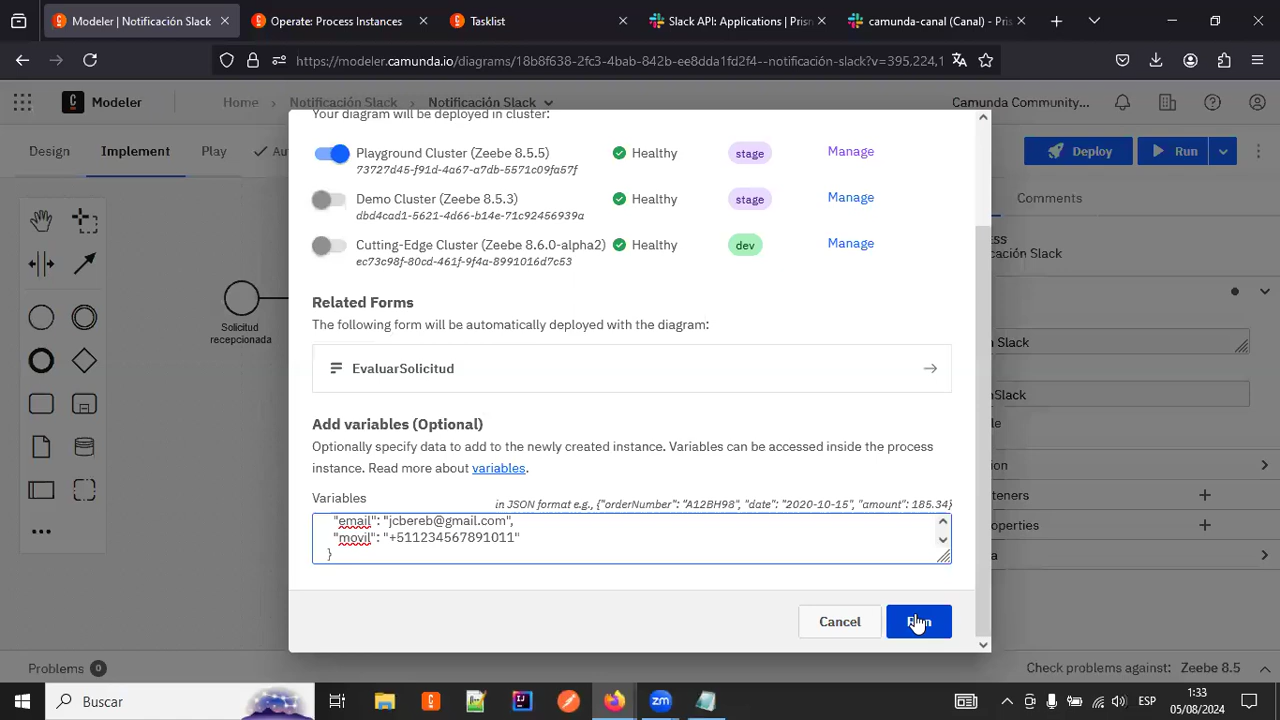 Modeler | Notificación Slack
Operate: Process Instances
Tasklist
Slack API: Applications | Prism
camunda-canal (Canal) - Pris
https://modeler.camunda.io/diagrams/18b8f638-2fc3-4bab-842b-ee8dda1fd2f4--notificación-slack?v=395,224,1
Modeler
Home
Notificación Slack
Notificación Slack
Camunda Community...
Design
Implement
Play
Deploy
Run
Your diagram will be deployed in cluster:
Playground Cluster (Zeebe 8.5.5)
73727d45-f91d-4a67-a7db-5571c09fa57f
Healthy
stage
Manage
Demo Cluster (Zeebe 8.5.3)
dbd4cad1-5621-4d66-b14e-71c92456939a
Healthy
stage
Manage
Comments
Cutting-Edge Cluster (Zeebe 8.6.0-alpha2)
ec73c98f-80cd-461f-9f4a-8991016d7c53
Healthy
dev
Manage
Related Forms
The following form will be automatically deployed with the diagram:
EvaluarSolicitud
Solicitud
recepcionada
Add variables (Optional)
Optionally specify data to add to the newly created instance. Variables can be accessed inside the process
instance. Read more about variables.
Variables
in JSON format e.g., {"orderNumber": "A12BH98", "date": "2020-10-15", "amount": 185.34}
"email": "jcbereb@gmail.com",
"movil": "+511234567891011"
}
Cancel
Run
Problems 0
Check problems against: Zeebe 8.5
Buscar
zm
ESP
1:33
05/08/2024